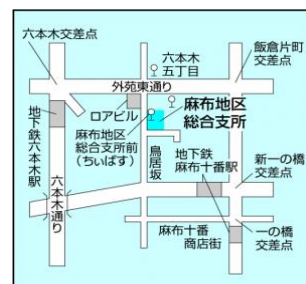 六本木交差点
六本木
五丁目
飯倉片町
交差点
外苑東通り
ロアビル
麻布地区
総合支所
地下鉄六本木駅
麻布地区
総合支所前
(ちぃばす)
鳥居坂
地下鉄
麻布十番駅
新一の橋
交差点
六本木通り
麻布十番
商店街
一の橋
交差点